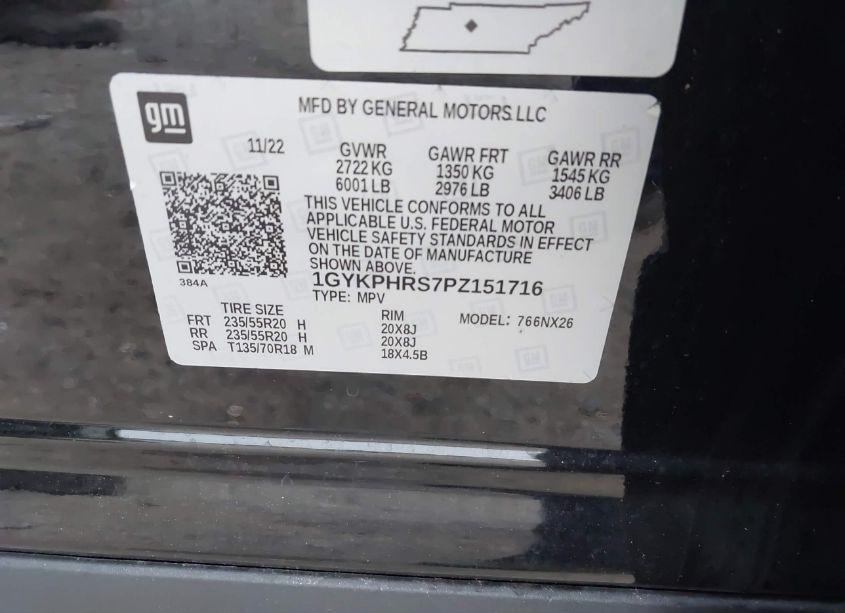 gm
MFD BY GENERAL MOTORS LLC
11/22
GVWR GAWR FRT GAWR RR
2722 KG 1350 KG 1545 KG
6001 LB 2976 LB 3406 LB
THIS VEHICLE CONFORMS TO ALL
APPLICABLE U.S. FEDERAL MOTOR
VEHICLE SAFETY STANDARDS IN EFFECT
ON THE DATE OF MANUFACTURE
SHOWN ABOVE.
384A
1GYKPHRS7PZ151716
TYPE: MPV
TIRE SIZE RIM MODEL: 766NX26
FRT 235/55R20 H 20X8J
RR 235/55R20 H 20X8J
SPA T135/70R18 M 18X4.5B